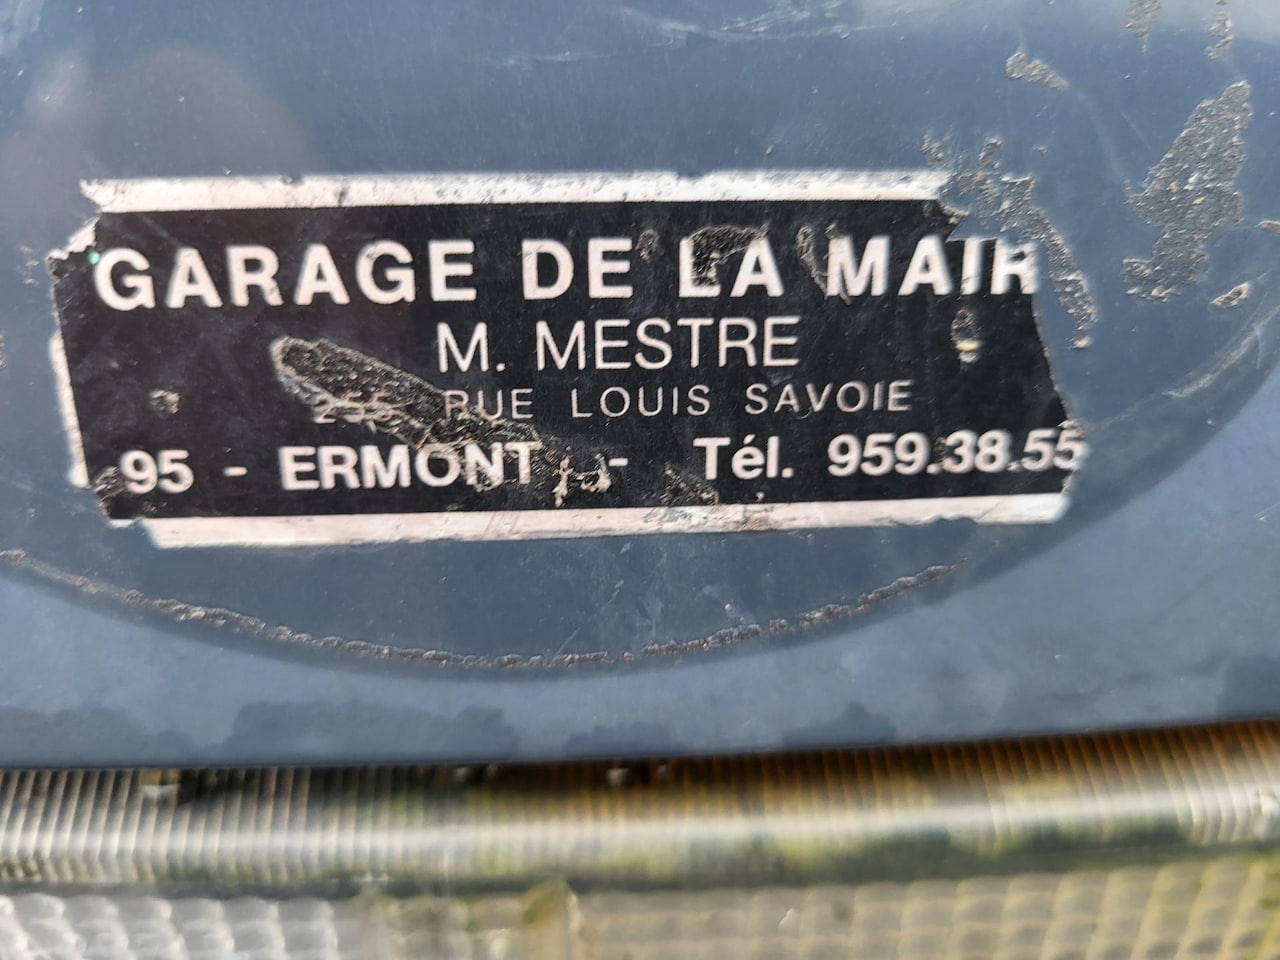 GARAGE DE LA MAIR
M. MESTRE
RUE LOUIS SAVOIE
95 - ERMONT - Tél. 959.38.55